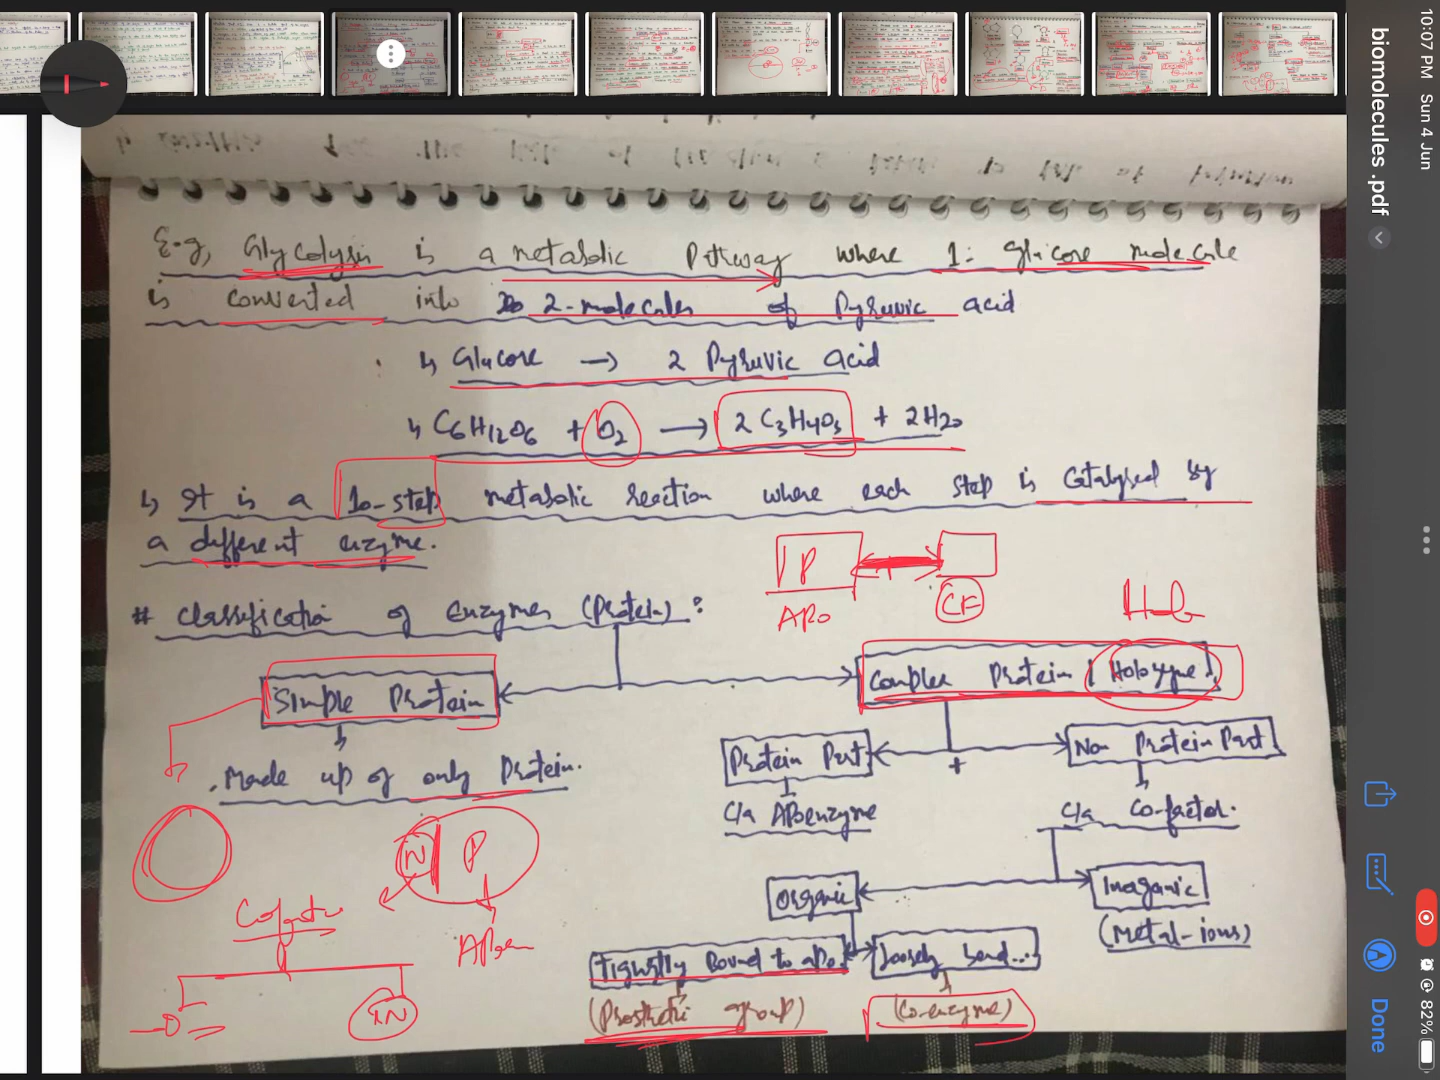 E.g, Glycolysis is a metabolic Pathway where 1: glucose molecule
is converted into 2-molecules of Pyruvic acid
↳ Glucose → 2 Pyruvic acid
↳ C6H12O6 + O2 → 2 C3H4O3 + 2H2O
↳ It is a 10-step metabolic reaction where each step is Catalysed by
a different enzyme.
P
APo
CF
# Classification of Enzymes (Protein):
Simple Protein
Complex Protein / Holozyme.
Made up of only Protein.
Protein Part
+
Non Protein Part
C/a APoenzyme
C/a Co-factor.
N P
Organic
Inorganic
(Metal-ions)
Tightly Bound to aPo.
loosely bond...
(Prosthetic group)
(Co-enzyme)
O
IN
10:07 PM Sun 4 Jun
biomolecules .pdf
82%
Done